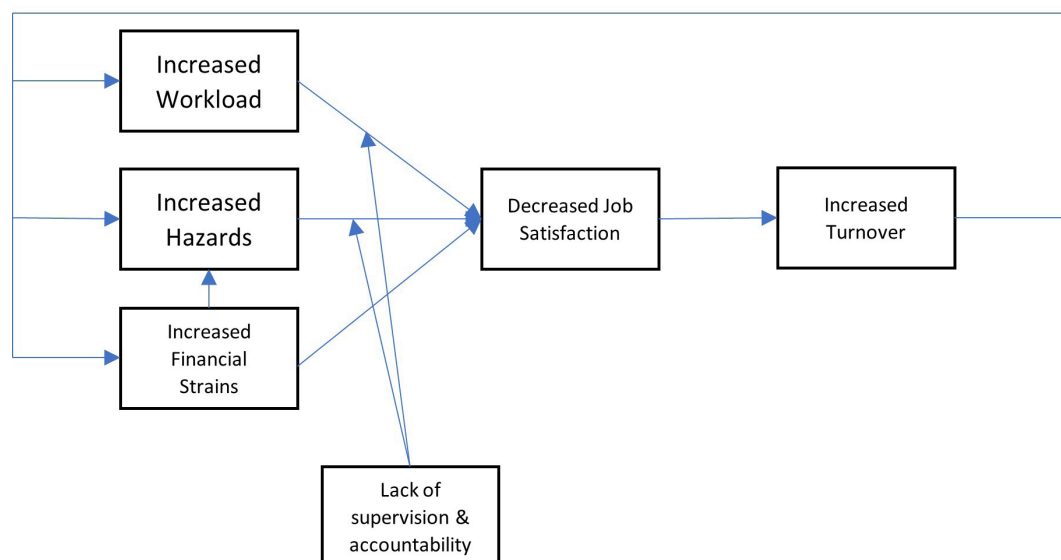 Increased
Workload
Increased
Hazards
Increased
Financial
Strains
Decreased Job
Satisfaction
Increased
Turnover
Lack of
supervision &
accountability